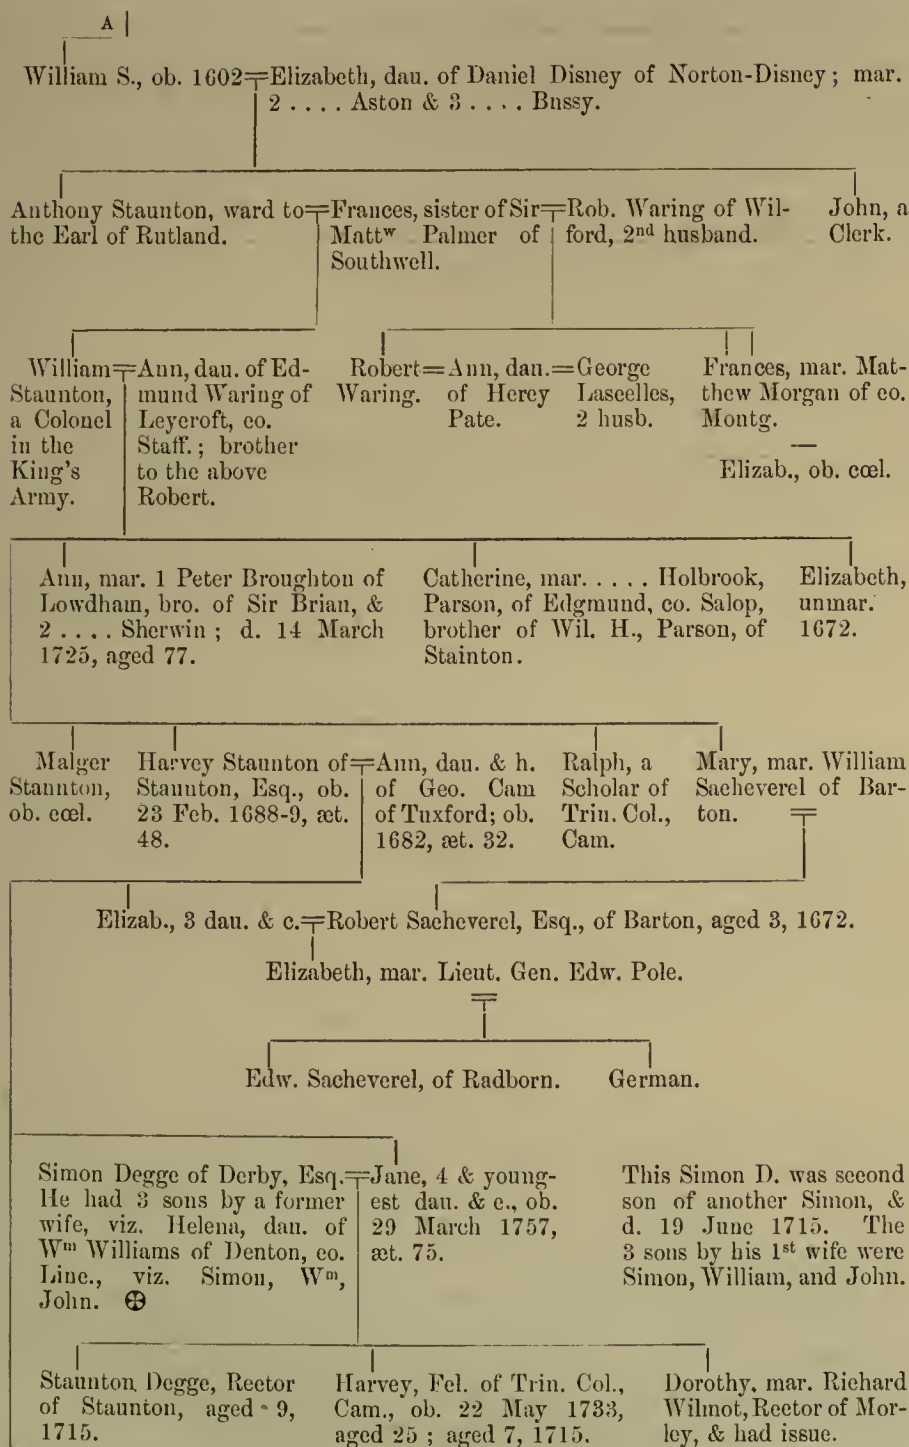 A
William S., ob. 1602=Elizabeth, dau. of Daniel Disney of Norton-Disney; mar.
2 .... Aston & 3 .... Bussy.
Anthony Staunton, ward to
the Earl of Rutland.
=Frances, sister of Sir
Mattʷ Palmer of
Southwell.
=Rob. Waring of Wil-
ford, 2ⁿᵈ husband.
John, a
Clerk.
William
Staunton,
a Colonel
in the
King's
Army.
=Ann, dau. of Ed-
mund Waring of
Leycroft, co.
Staff.; brother
to the above
Robert.
Robert
Waring.
=Ann, dau.
of Hercy
Pate.
=George
Lascelles,
2 husb.
Frances, mar. Mat-
thew Morgan of co.
Montg.
—
Elizab., ob. cœl.
Ann, mar. 1 Peter Broughton of
Lowdham, bro. of Sir Brian, &
2 .... Sherwin; d. 14 March
1725, aged 77.
Catherine, mar. .... Holbrook,
Parson, of Edgmund, co. Salop,
brother of Wil. H., Parson, of
Stainton.
Elizabeth,
unmar.
1672.
Malger
Staunton,
ob. cœl.
Harvey Staunton of
Staunton, Esq., ob.
23 Feb. 1688-9, æt.
48.
=Ann, dau. & h.
of Geo. Cam
of Tuxford; ob.
1682, æt. 32.
Ralph, a
Scholar of
Trin. Col.,
Cam.
Mary, mar. William
Sacheverel of Bar-
ton.
Elizab., 3 dau. & c.=Robert Sacheverel, Esq., of Barton, aged 3, 1672.
Elizabeth, mar. Lieut. Gen. Edw. Pole.
Edw. Sacheverel, of Radborn.
German.
Simon Degge of Derby, Esq.
He had 3 sons by a former
wife, viz. Helena, dau. of
Wᵐ Williams of Denton, co.
Linc., viz. Simon, Wᵐ,
John. ⊕
=Jane, 4 & young-
est dau. & c., ob.
29 March 1757,
æt. 75.
This Simon D. was second
son of another Simon, &
d. 19 June 1715. The
3 sons by his 1ˢᵗ wife were
Simon, William, and John.
Staunton Degge, Rector
of Staunton, aged 9,
1715.
Harvey, Fel. of Trin. Col.,
Cam., ob. 22 May 1733,
aged 25; aged 7, 1715.
Dorothy, mar. Richard
Wilmot, Rector of Mor-
ley, & had issue.